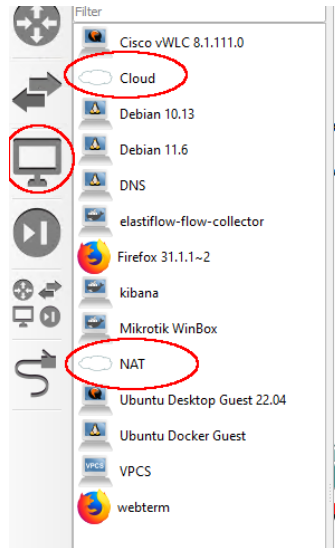 Filter
Cisco vWLC 8.1.111.0
Cloud
Debian 10.13
Debian 11.6
DNS
elastiflow-flow-collector
Firefox 31.1.1~2
kibana
Mikrotik WinBox
NAT
Ubuntu Desktop Guest 22.04
Ubuntu Docker Guest
VPCS VPCS
webterm